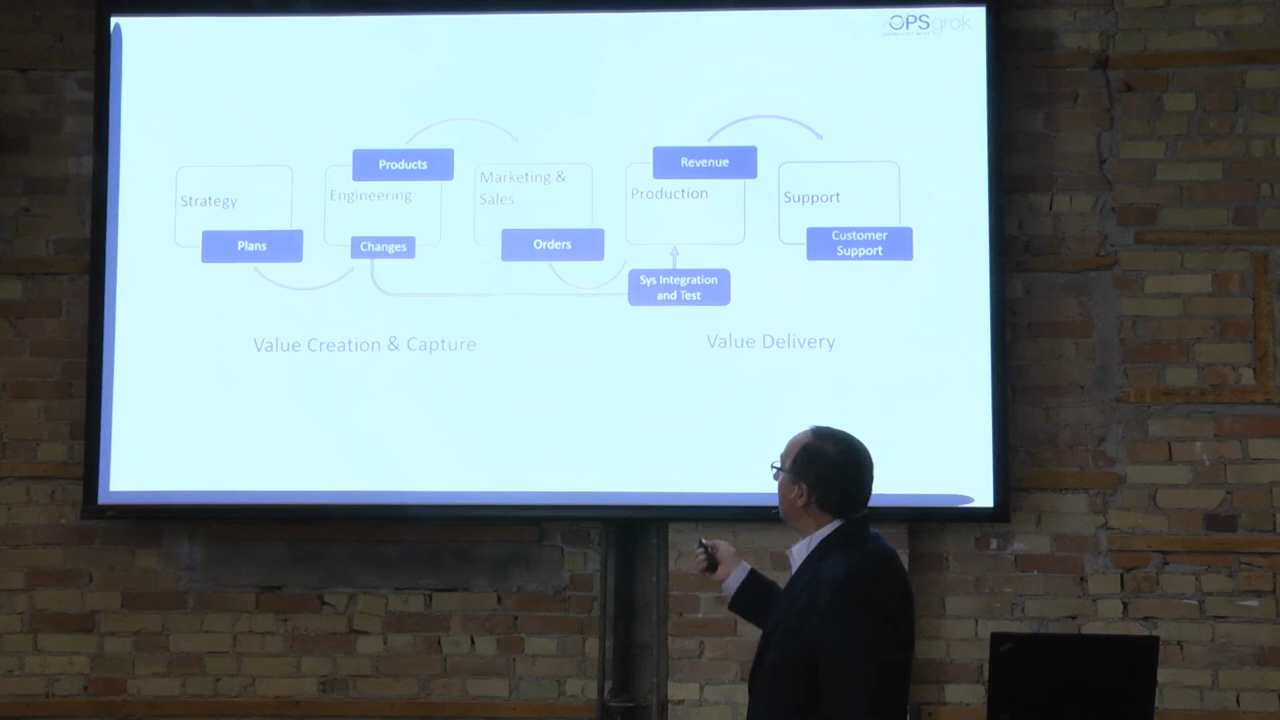 OPSgrok
Products
Revenue
Strategy
Engineering
Marketing &
Sales
Production
Support
Plans
Changes
Orders
Customer
Support
Sys Integration
and Test
Value Creation & Capture
Value Delivery